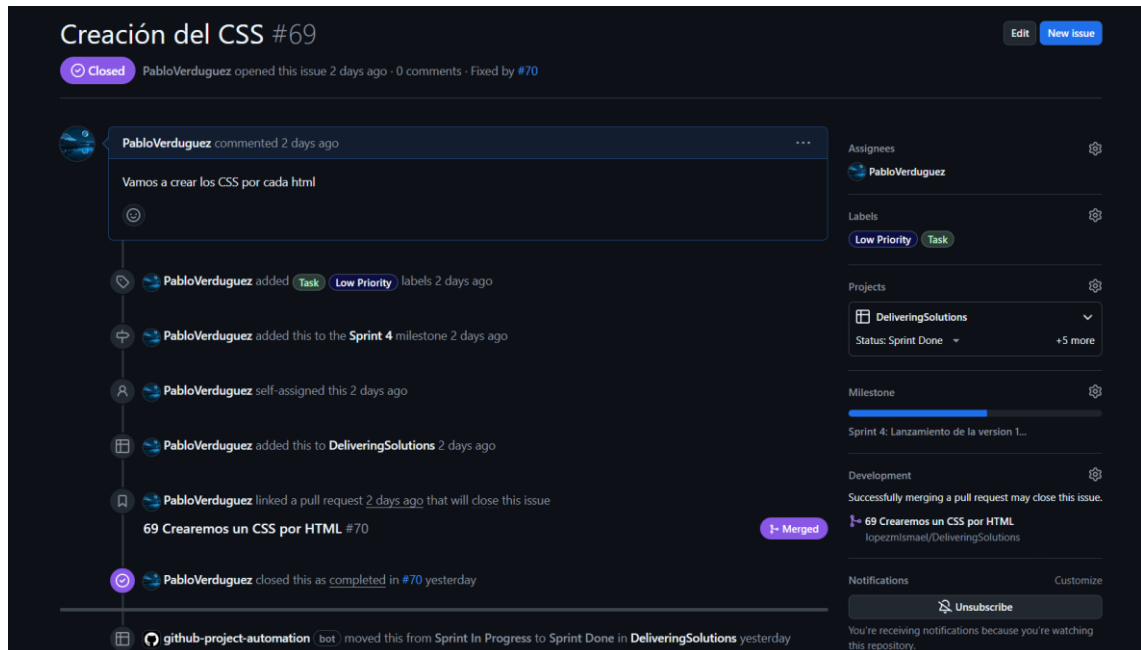 Creación del CSS #69
Edit
New issue
Closed
PabloVerduguez opened this issue 2 days ago · 0 comments · Fixed by #70
PabloVerduguez commented 2 days ago
Vamos a crear los CSS por cada html
PabloVerduguez added Task Low Priority labels 2 days ago
PabloVerduguez added this to the Sprint 4 milestone 2 days ago
PabloVerduguez self-assigned this 2 days ago
PabloVerduguez added this to DeliveringSolutions 2 days ago
PabloVerduguez linked a pull request 2 days ago that will close this issue
69 Crearemos un CSS por HTML #70
Merged
PabloVerduguez closed this as completed in #70 yesterday
github-project-automation bot moved this from Sprint In Progress to Sprint Done in DeliveringSolutions yesterday
Assignees
PabloVerduguez
Labels
Low Priority Task
Projects
DeliveringSolutions
Status: Sprint Done
+5 more
Milestone
Sprint 4: Lanzamiento de la version 1...
Development
Successfully merging a pull request may close this issue.
69 Crearemos un CSS por HTML
lopezmIsmael/DeliveringSolutions
Notifications
Customize
Unsubscribe
You're receiving notifications because you're watching
this repository.